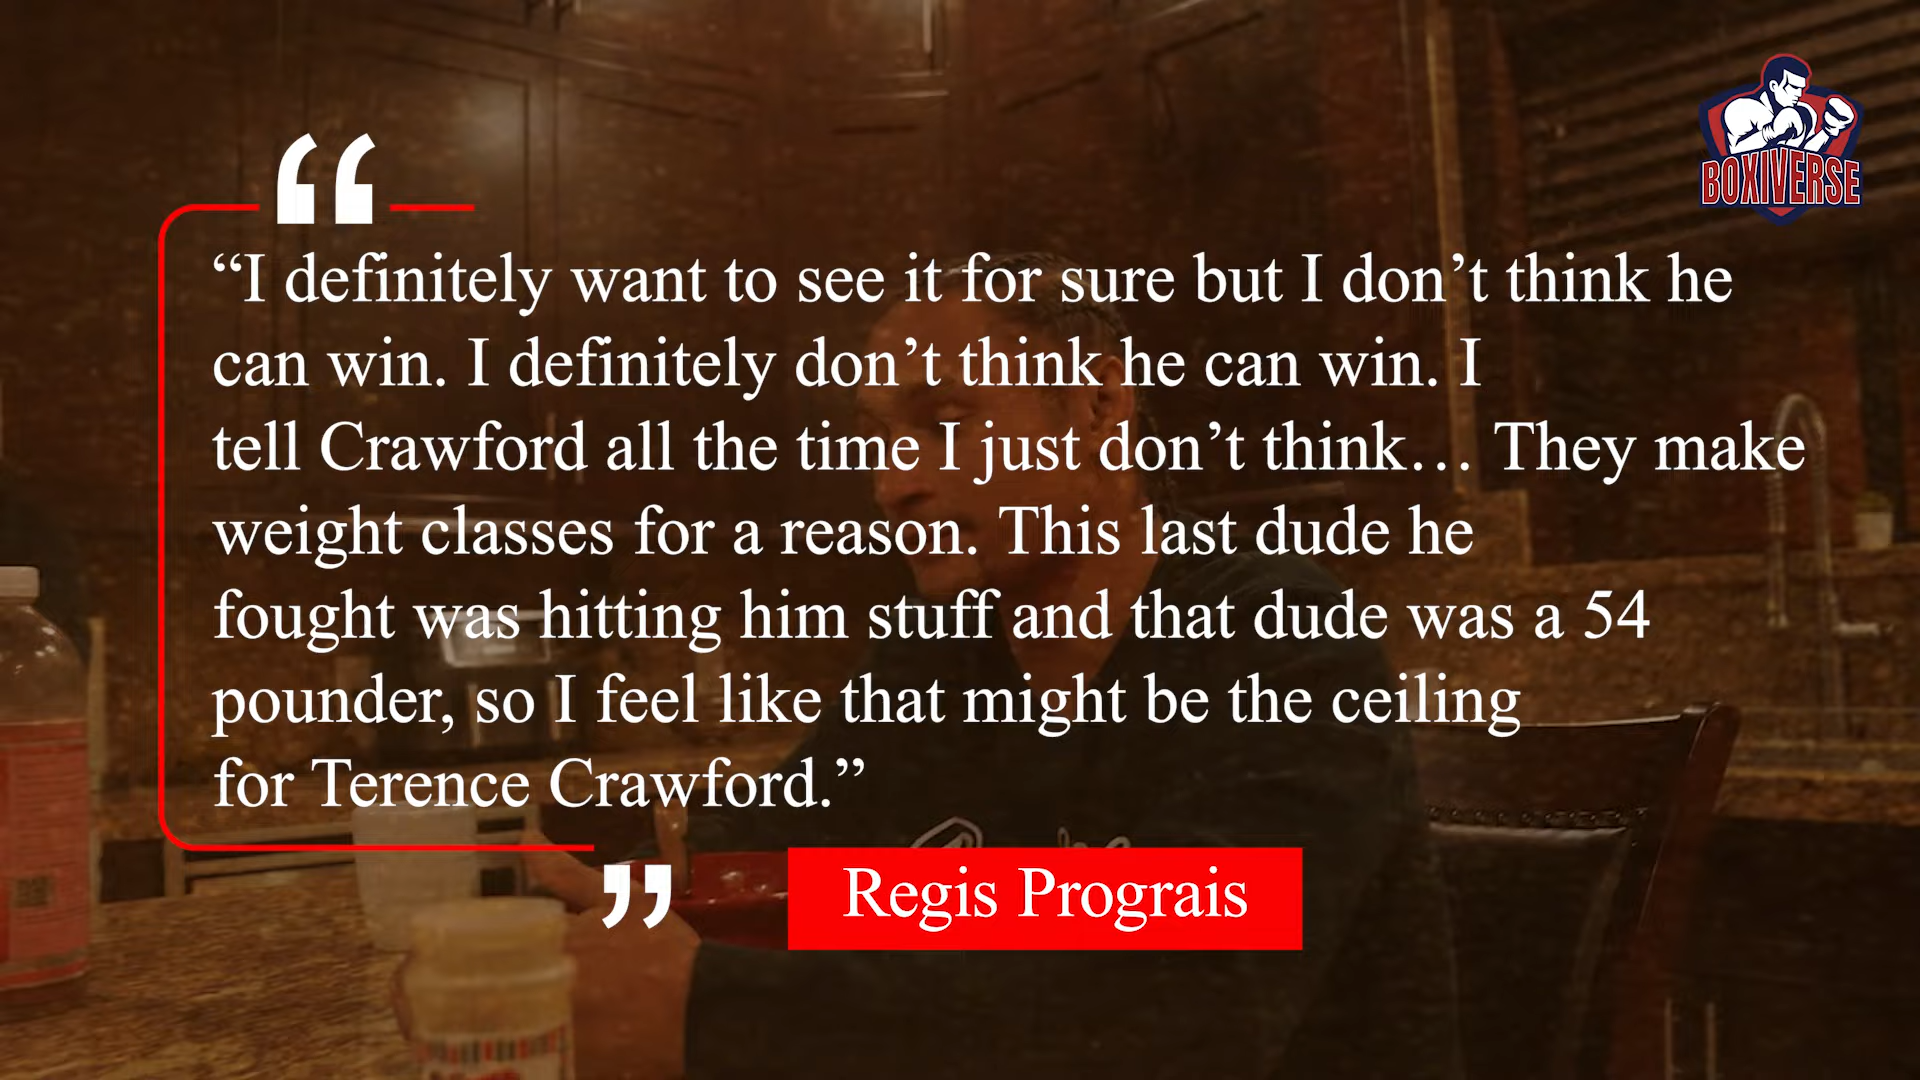 BOXIVERSE
“I definitely want to see it for sure but I don’t think he
can win. I definitely don’t think he can win. I
tell Crawford all the time I just don’t think… They make
weight classes for a reason. This last dude he
fought was hitting him stuff and that dude was a 54
pounder, so I feel like that might be the ceiling
for Terence Crawford.”
Regis Prograis